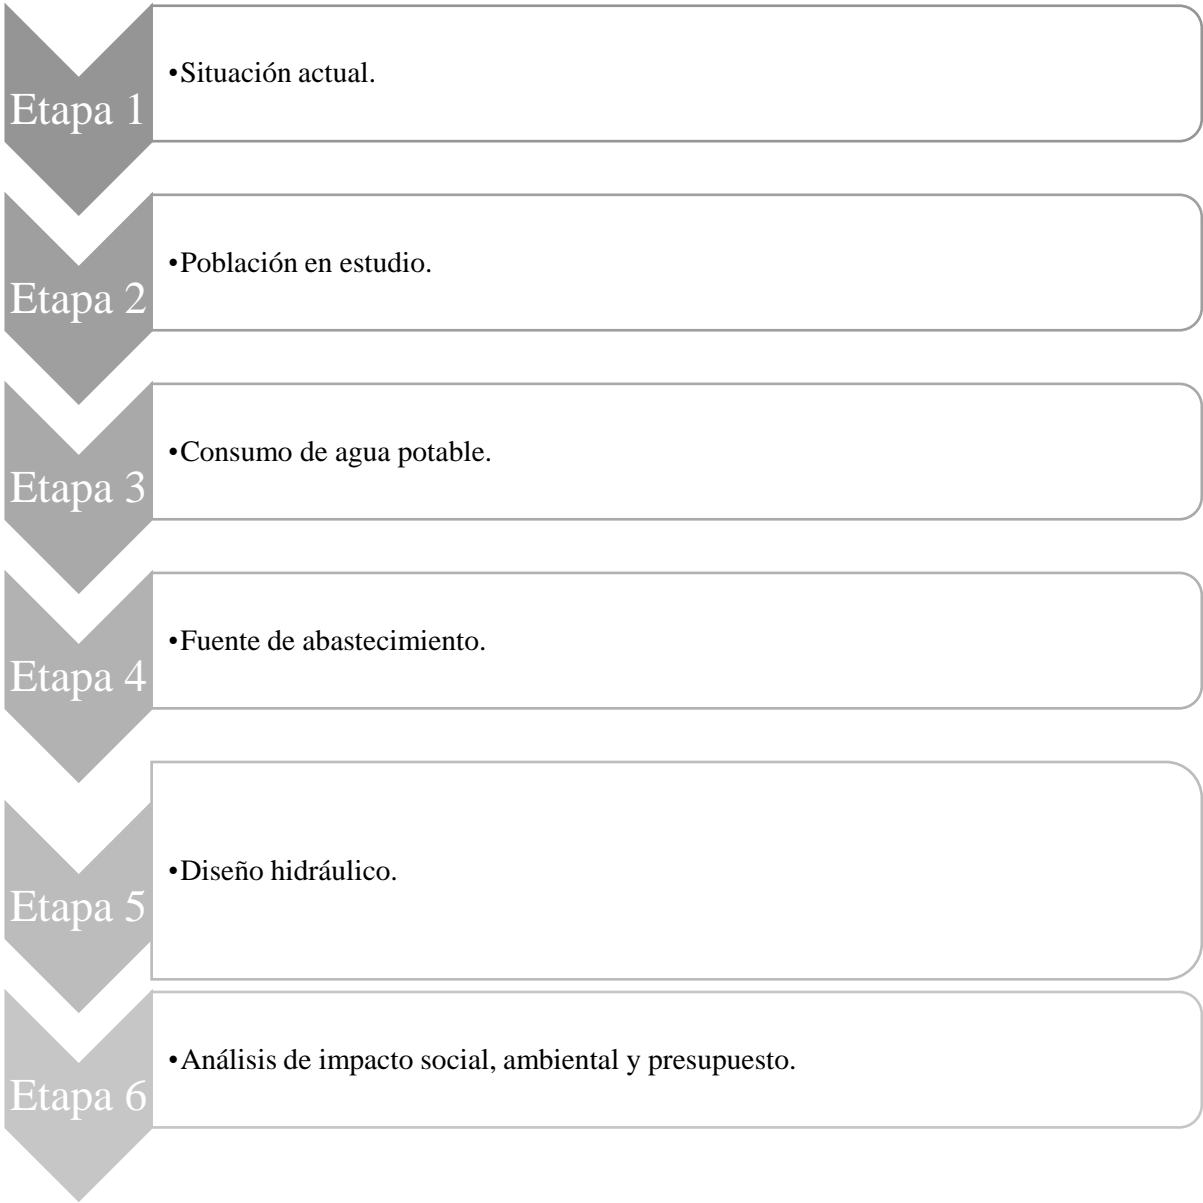 Etapa 1
•Situación actual.
Etapa 2
•Población en estudio.
Etapa 3
•Consumo de agua potable.
Etapa 4
•Fuente de abastecimiento.
Etapa 5
•Diseño hidráulico.
Etapa 6
•Análisis de impacto social, ambiental y presupuesto.